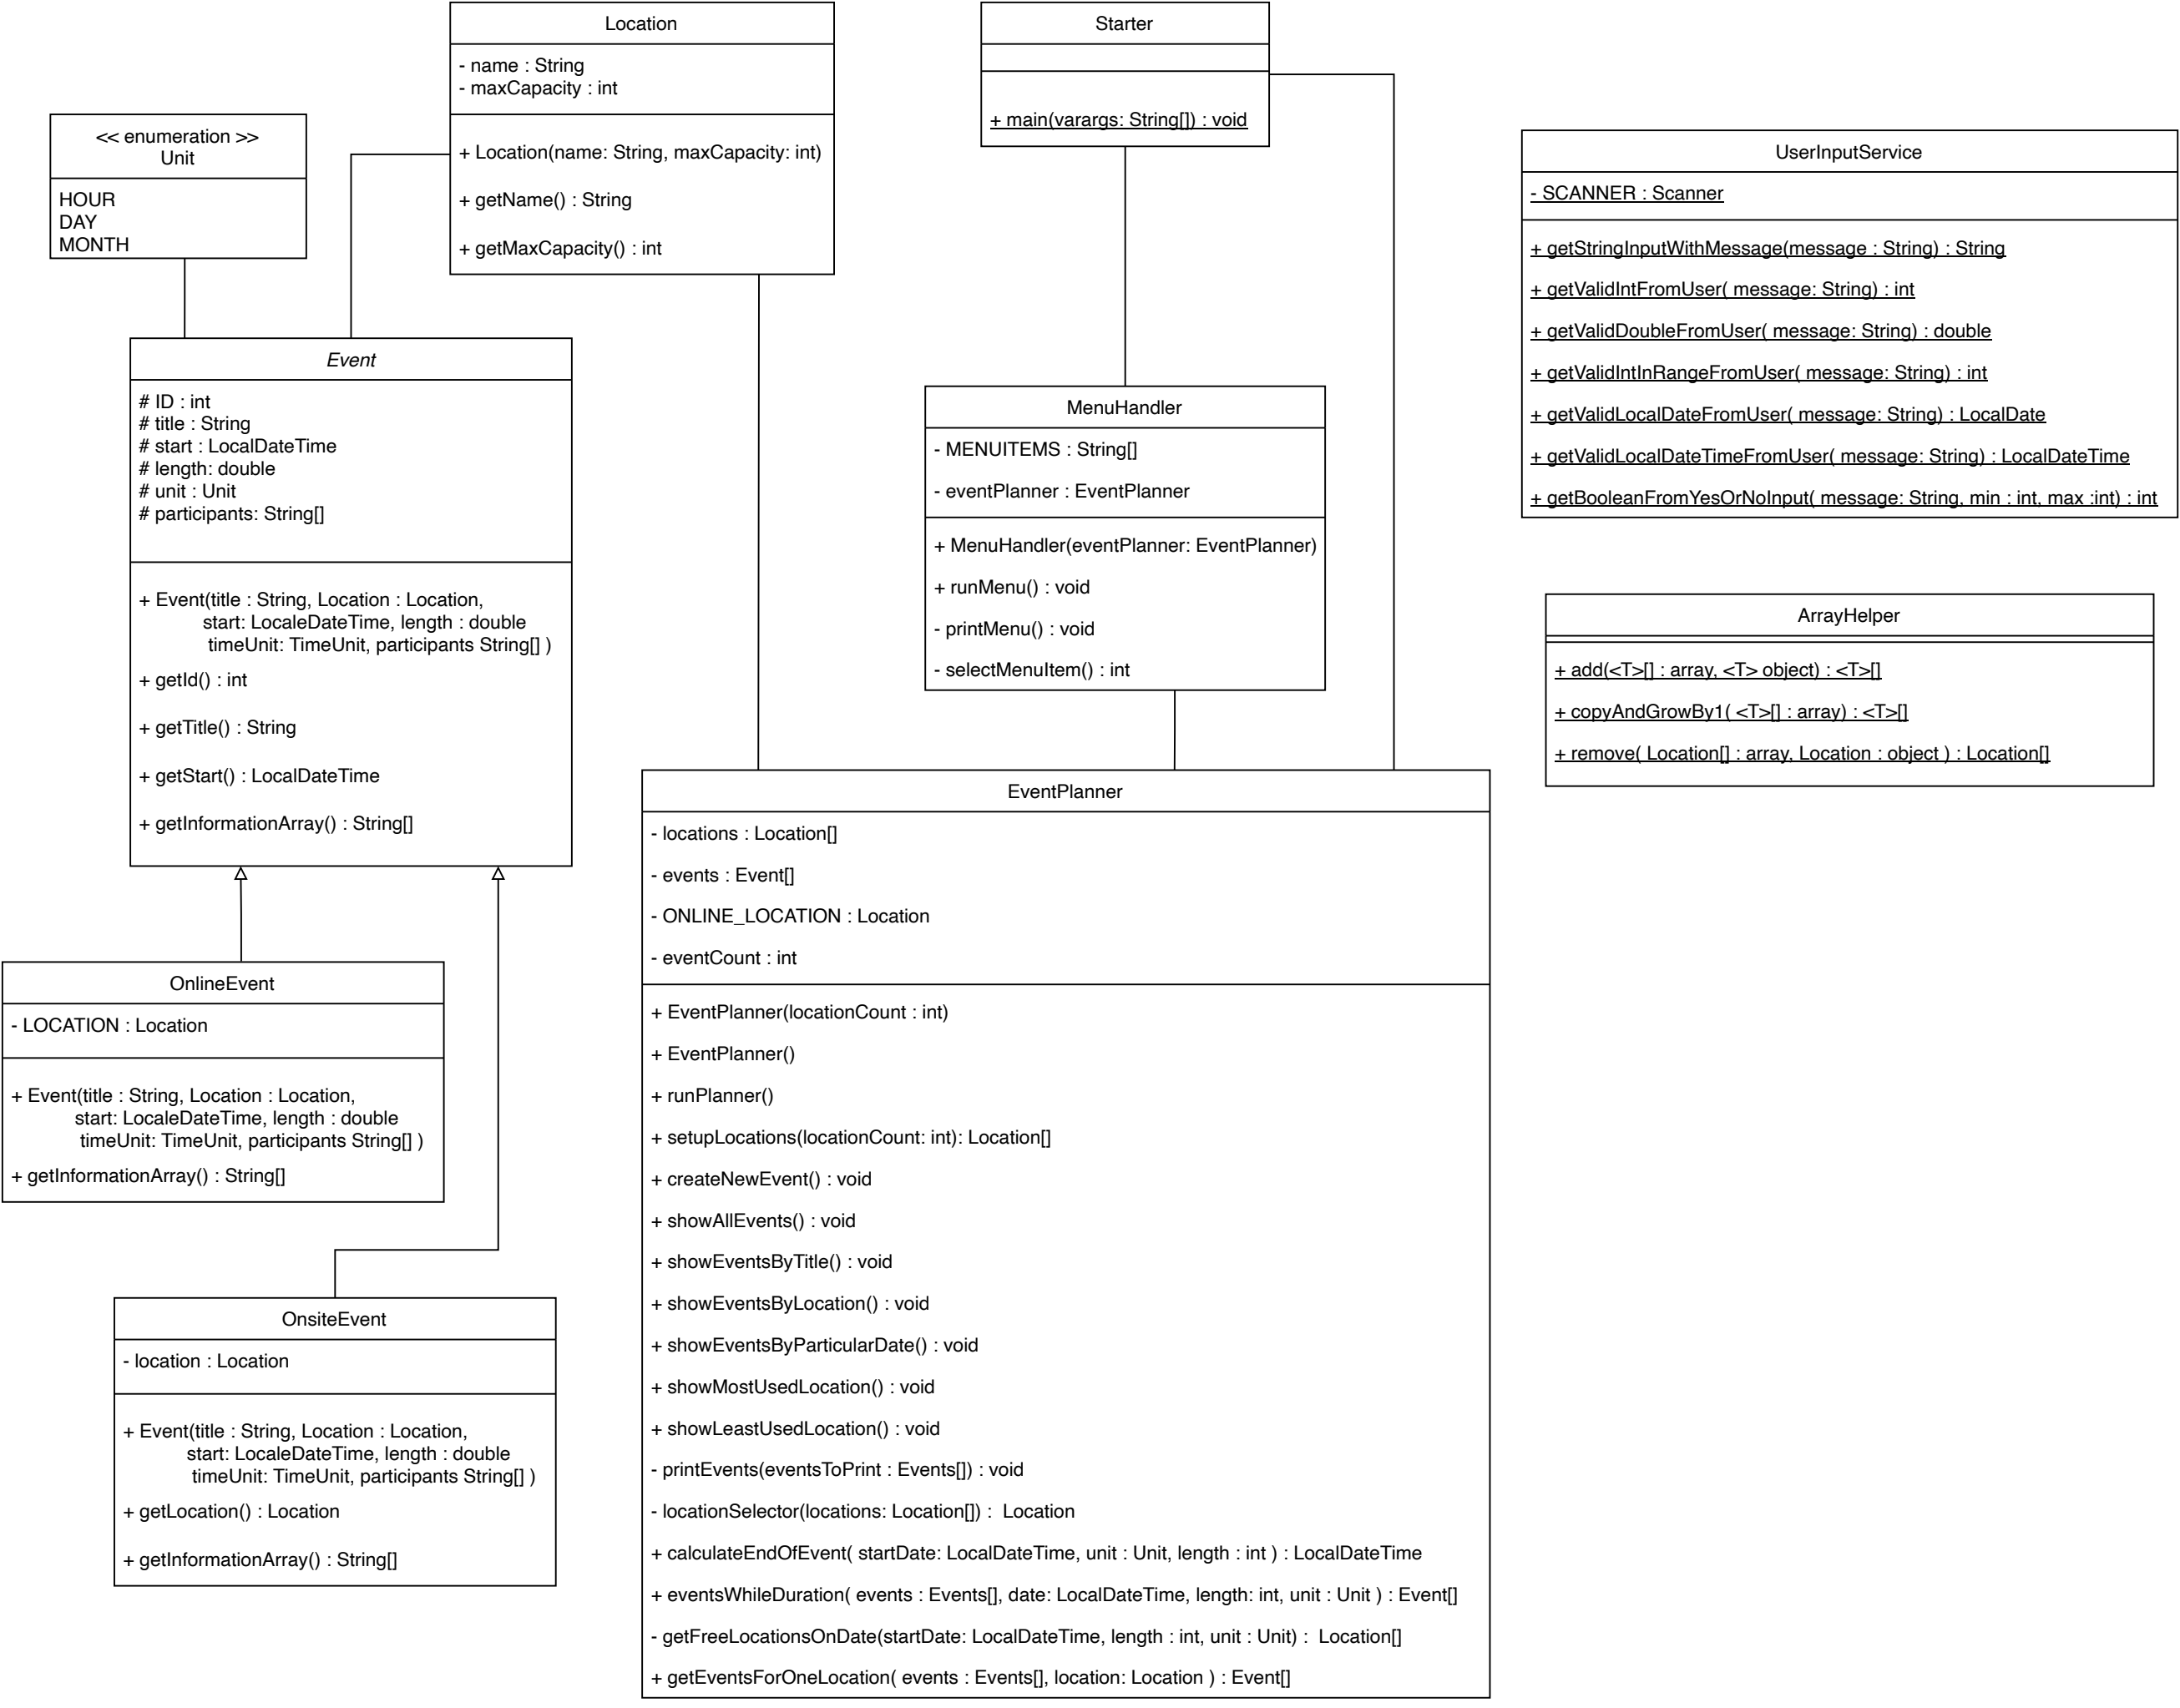 Location
- name : String
- maxCapacity : int
+ Location(name: String, maxCapacity: int)
+ getName() : String
+ getMaxCapacity() : int
Starter
+ main(varargs: String[]) : void
<< enumeration >>
Unit
HOUR
DAY
MONTH
UserInputService
- SCANNER : Scanner
+ getStringInputWithMessage(message : String) : String
+ getValidIntFromUser( message: String) : int
+ getValidDoubleFromUser( message: String) : double
+ getValidIntInRangeFromUser( message: String) : int
+ getValidLocalDateFromUser( message: String) : LocalDate
+ getValidLocalDateTimeFromUser( message: String) : LocalDateTime
+ getBooleanFromYesOrNoInput( message: String, min : int, max :int) : int
Event
# ID : int
# title : String
# start : LocalDateTime
# length: double
# unit : Unit
# participants: String[]
+ Event(title : String, Location : Location,
start: LocaleDateTime, length : double
timeUnit: TimeUnit, participants String[] )
+ getId() : int
+ getTitle() : String
+ getStart() : LocalDateTime
+ getInformationArray() : String[]
MenuHandler
- MENUITEMS : String[]
- eventPlanner : EventPlanner
+ MenuHandler(eventPlanner: EventPlanner)
+ runMenu() : void
- printMenu() : void
- selectMenuItem() : int
ArrayHelper
+ add(<T>[] : array, <T> object) : <T>[]
+ copyAndGrowBy1( <T>[] : array) : <T>[]
+ remove( Location[] : array, Location : object ) : Location[]
EventPlanner
- locations : Location[]
- events : Event[]
- ONLINE_LOCATION : Location
- eventCount : int
+ EventPlanner(locationCount : int)
+ EventPlanner()
+ runPlanner()
+ setupLocations(locationCount: int): Location[]
+ createNewEvent() : void
+ showAllEvents() : void
+ showEventsByTitle() : void
+ showEventsByLocation() : void
+ showEventsByParticularDate() : void
+ showMostUsedLocation() : void
+ showLeastUsedLocation() : void
- printEvents(eventsToPrint : Events[]) : void
- locationSelector(locations: Location[]) : Location
+ calculateEndOfEvent( startDate: LocalDateTime, unit : Unit, length : int ) : LocalDateTime
+ eventsWhileDuration( events : Events[], date: LocalDateTime, length: int, unit : Unit ) : Event[]
- getFreeLocationsOnDate(startDate: LocalDateTime, length : int, unit : Unit) : Location[]
+ getEventsForOneLocation( events : Events[], location: Location ) : Event[]
OnlineEvent
- LOCATION : Location
+ Event(title : String, Location : Location,
start: LocaleDateTime, length : double
timeUnit: TimeUnit, participants String[] )
+ getInformationArray() : String[]
OnsiteEvent
- location : Location
+ Event(title : String, Location : Location,
start: LocaleDateTime, length : double
timeUnit: TimeUnit, participants String[] )
+ getLocation() : Location
+ getInformationArray() : String[]